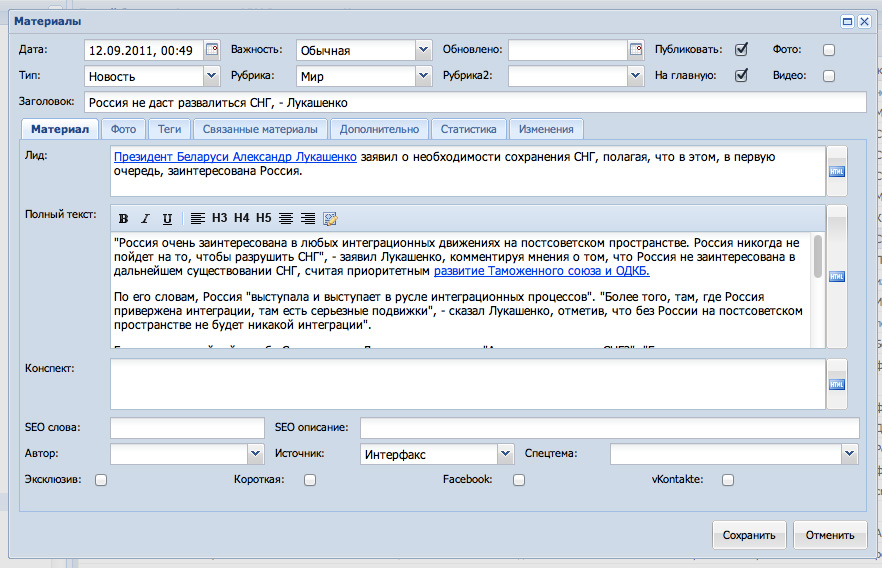 Материалы
Дата: 12.09.2011, 00:49 Важность: Обычная Обновлено: Публиковать: Фото:
Тип: Новость Рубрика: Мир Рубрика2: На главную: Видео:
Заголовок: Россия не даст развалиться СНГ, - Лукашенко
Материал Фото Теги Связанные материалы Дополнительно Статистика Изменения
Лид: Президент Беларуси Александр Лукашенко заявил о необходимости сохранения СНГ, полагая, что в этом, в первую
очередь, заинтересована Россия.
HTML
Полный текст: B I U H3 H4 H5
"Россия очень заинтересована в любых интеграционных движениях на постсоветском пространстве. Россия никогда не
пойдет на то, чтобы разрушить СНГ", - заявил Лукашенко, комментируя мнения о том, что Россия не заинтересована в
дальнейшем существовании СНГ, считая приоритетным развитие Таможенного союза и ОДКБ.
HTML
По его словам, Россия "выступала и выступает в русле интеграционных процессов". "Более того, там, где Россия
привержена интеграции, там есть серьезные подвижки", - сказал Лукашенко, отметив, что без России на постсоветском
пространстве не будет никакой интеграции".
Конспект:
HTML
SEO слова: SEO описание:
Автор: Источник: Интерфакс Спецтема:
Эксклюзив: Короткая: Facebook: vKontakte:
Сохранить Отменить